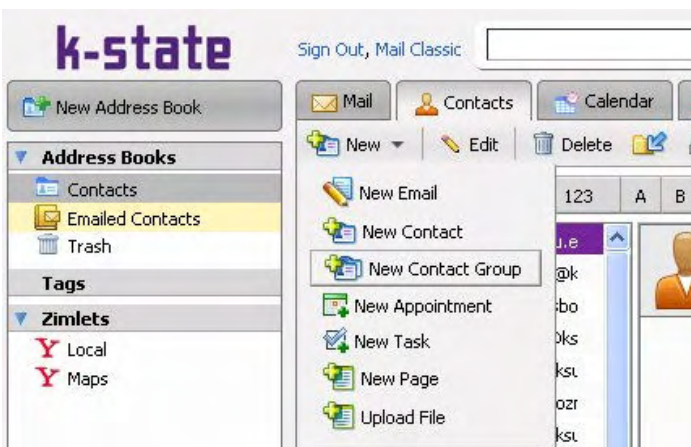 k-state
Sign Out, Mail Classic
New Address Book
Mail Contacts Calendar
New Edit Delete
Address Books
Contacts
Emailed Contacts
Trash
Tags
Zimlets
Local
Maps
New Email
New Contact
New Contact Group
New Appointment
New Task
New Page
Upload File
123 A B